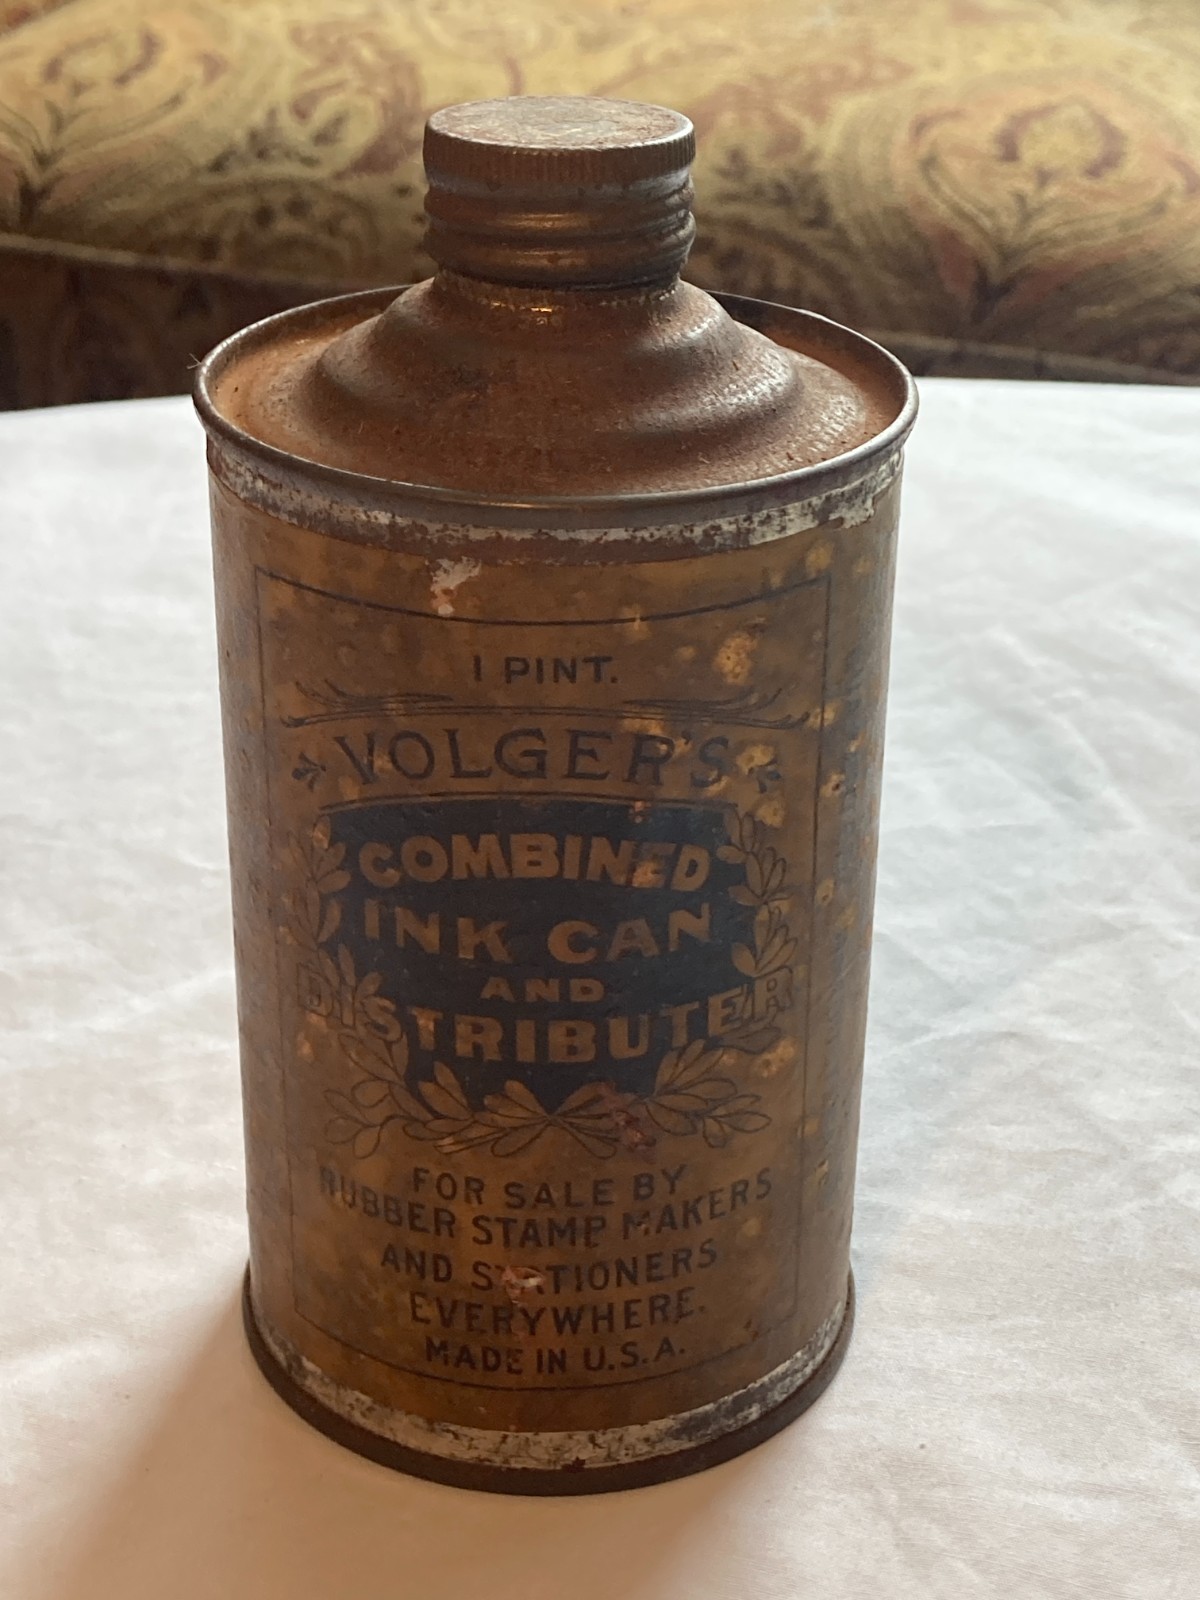 1 PINT.
VOLGER'S
COMBINED
INK CAN
AND
DISTRIBUTER
FOR SALE BY
RUBBER STAMP MAKERS
AND STATIONERS
EVERYWHERE.
MADE IN U.S.A.